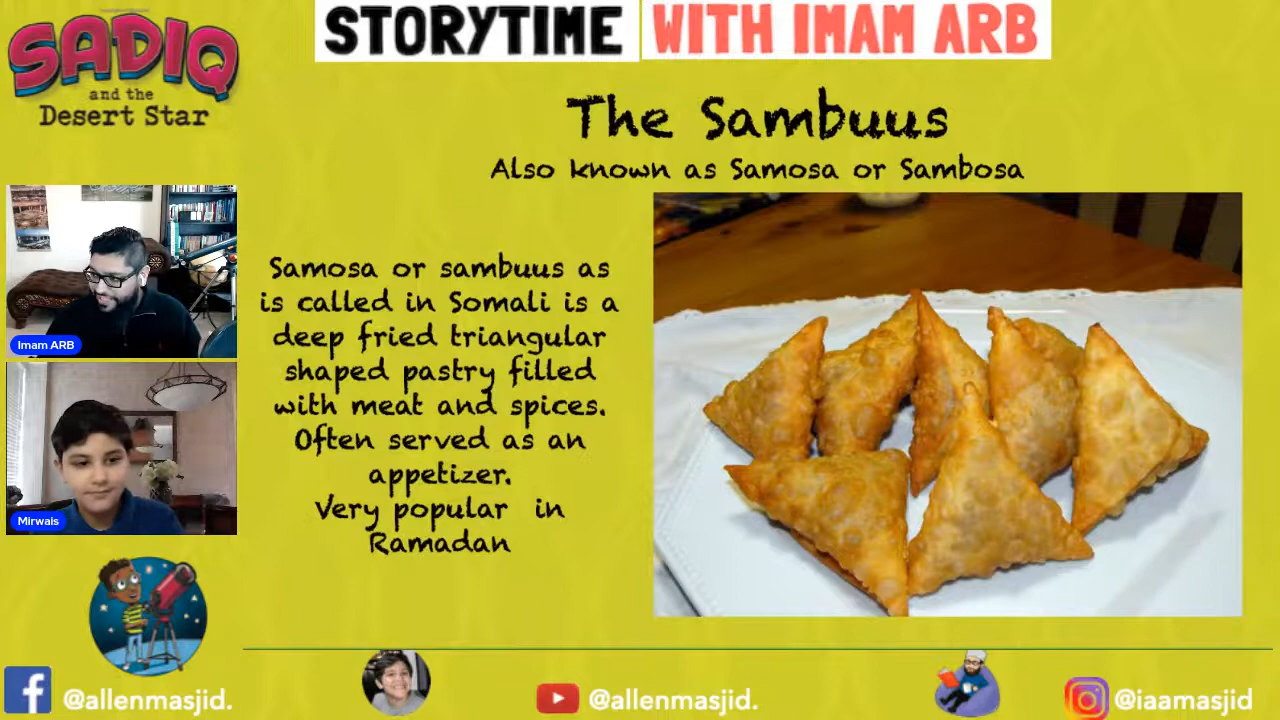 SADIQ
and the
Desert Star
STORYTIME WITH IMAM ARB
The Sambuus
Also known as Samosa or Sambosa
Imam ARB
Mirwais
Samosa or sambuus as
is called in Somali is a
deep fried triangular
shaped pastry filled
with meat and spices.
Often served as an
appetizer.
Very popular in
Ramadan
@allenmasjid.
@allenmasjid.
@iaamasjid